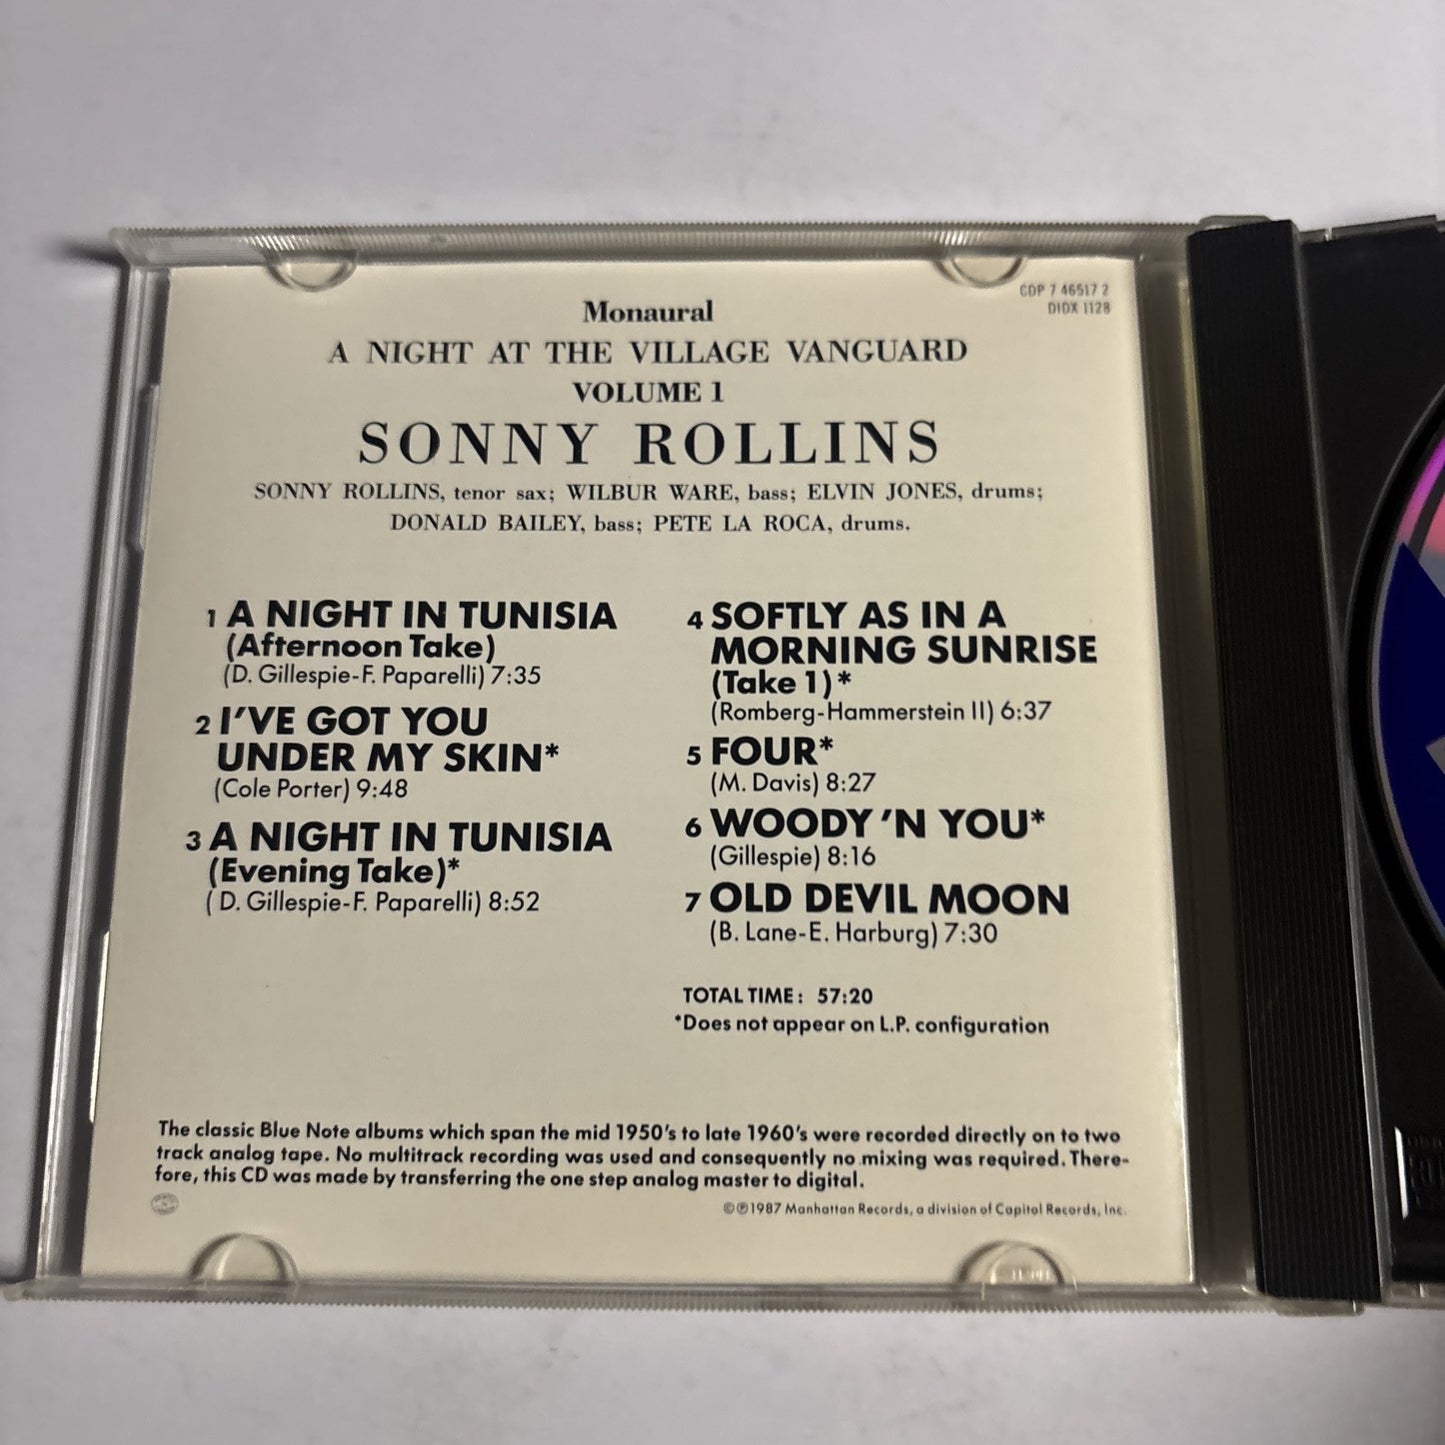 CDP 7 46517 2
DIDX 1128
Monaural
A NIGHT AT THE VILLAGE VANGUARD
VOLUME 1
SONNY ROLLINS
SONNY ROLLINS, tenor sax; WILBUR WARE, bass; ELVIN JONES, drums;
DONALD BAILEY, bass; PETE LA ROCA, drums.
1 A NIGHT IN TUNISIA
(Afternoon Take)
(D. Gillespie-F. Paparelli) 7:35
2 I'VE GOT YOU
UNDER MY SKIN*
(Cole Porter) 9:48
3 A NIGHT IN TUNISIA
(Evening Take)*
( D. Gillespie-F. Paparelli) 8:52
4 SOFTLY AS IN A
MORNING SUNRISE
(Take 1)*
(Romberg-Hammerstein II) 6:37
5 FOUR*
(M. Davis) 8:27
6 WOODY 'N YOU*
(Gillespie) 8:16
7 OLD DEVIL MOON
(B. Lane-E. Harburg) 7:30
TOTAL TIME: 57:20
*Does not appear on L.P. configuration
The classic Blue Note albums which span the mid 1950's to late 1960's were recorded directly on to two
track analog tape. No multitrack recording was used and consequently no mixing was required. There-
fore, this CD was made by transferring the one step analog master to digital.
©℗1987 Manhattan Records, a division of Capitol Records, Inc.